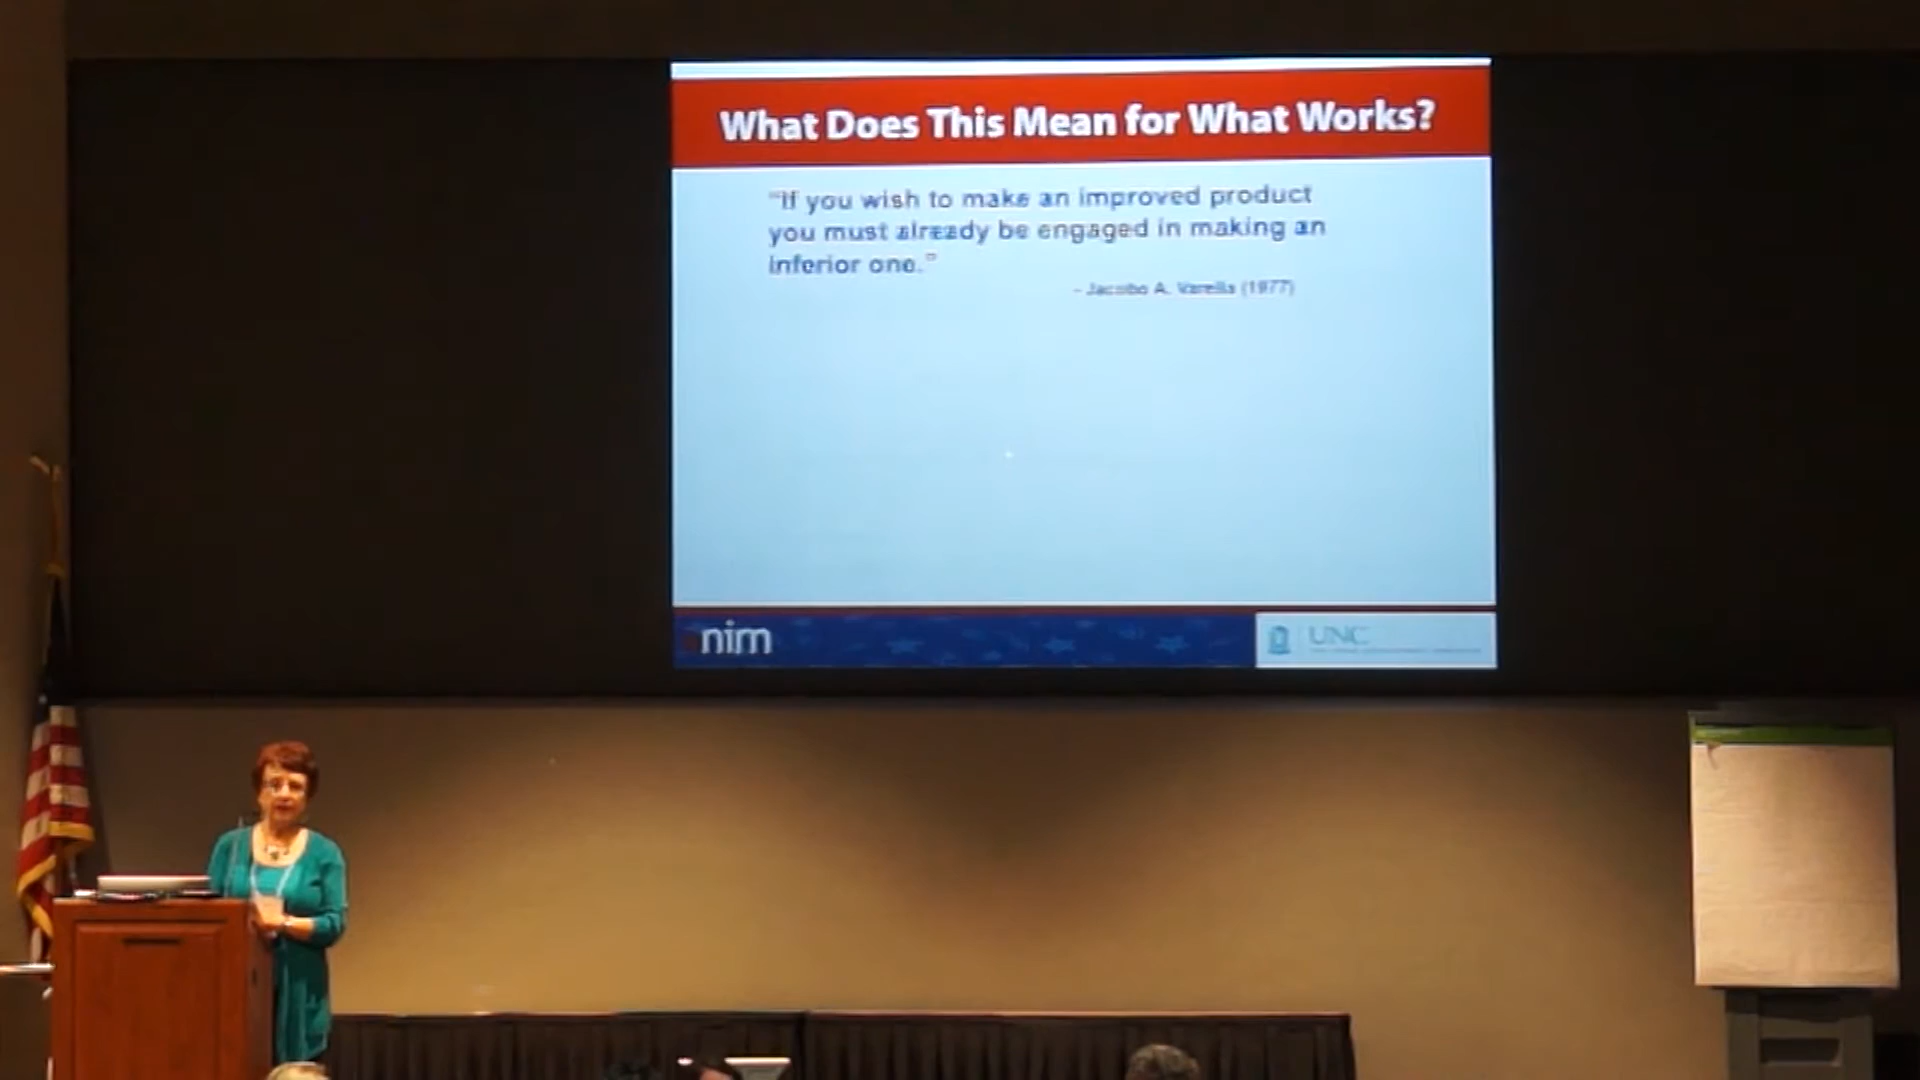 What Does This Mean for What Works?
"If you wish to make an improved product
you must already be engaged in making an
inferior one."
- Jacobo A. Varella (1977)
nim
UNC